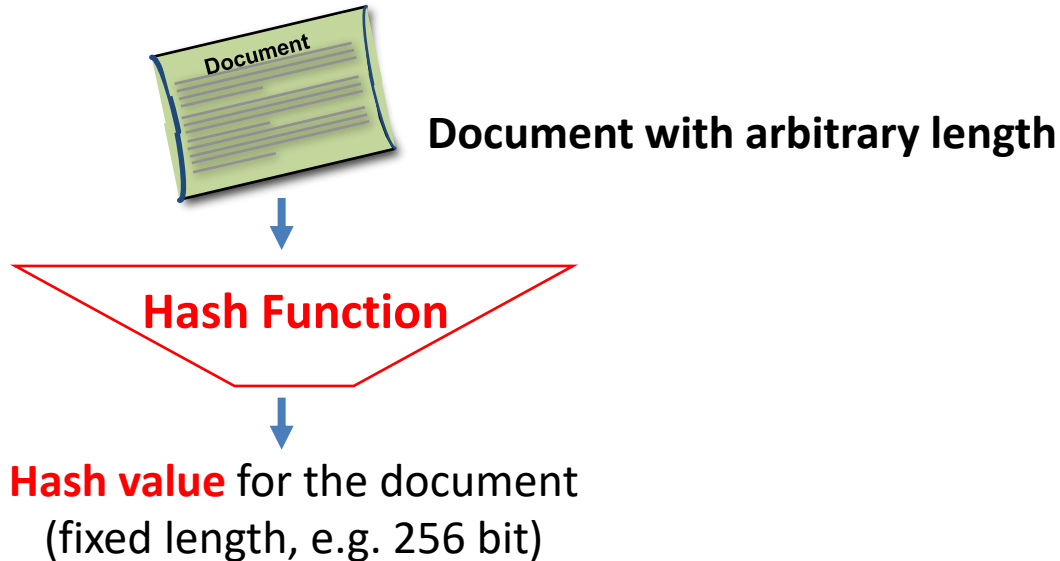 Document
Document with arbitrary length
Hash Function
Hash value for the document
(fixed length, e.g. 256 bit)